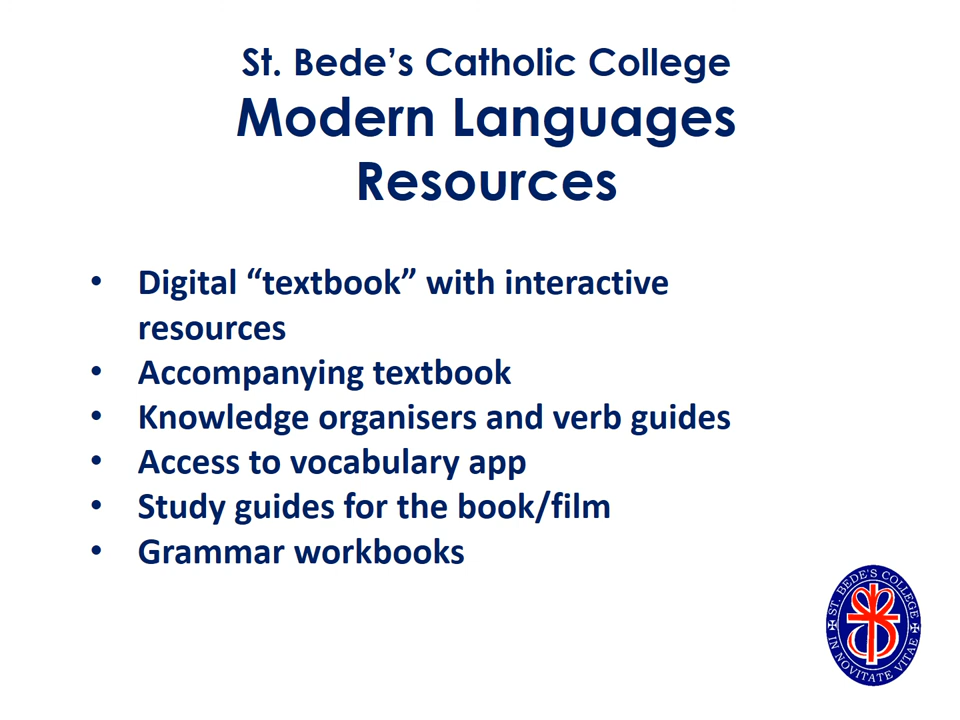 St. Bede’s Catholic College
Modern Languages
Resources
• Digital “textbook” with interactive
resources
• Accompanying textbook
• Knowledge organisers and verb guides
• Access to vocabulary app
• Study guides for the book/film
• Grammar workbooks
ST. BEDE'S COLLEGE
IN NOVITATE VITAE